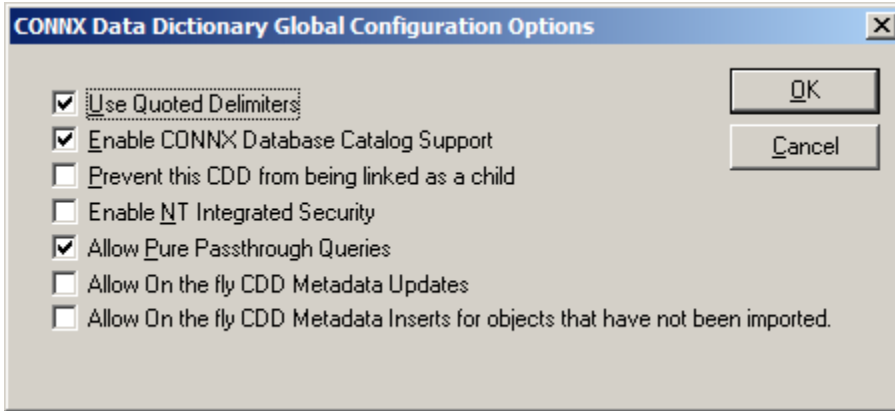 CONNX Data Dictionary Global Configuration Options
Use Quoted Delimiters
OK
Enable CONNX Database Catalog Support
Cancel
Prevent this CDD from being linked as a child
Enable NT Integrated Security
Allow Pure Passthrough Queries
Allow On the fly CDD Metadata Updates
Allow On the fly CDD Metadata Inserts for objects that have not been imported.